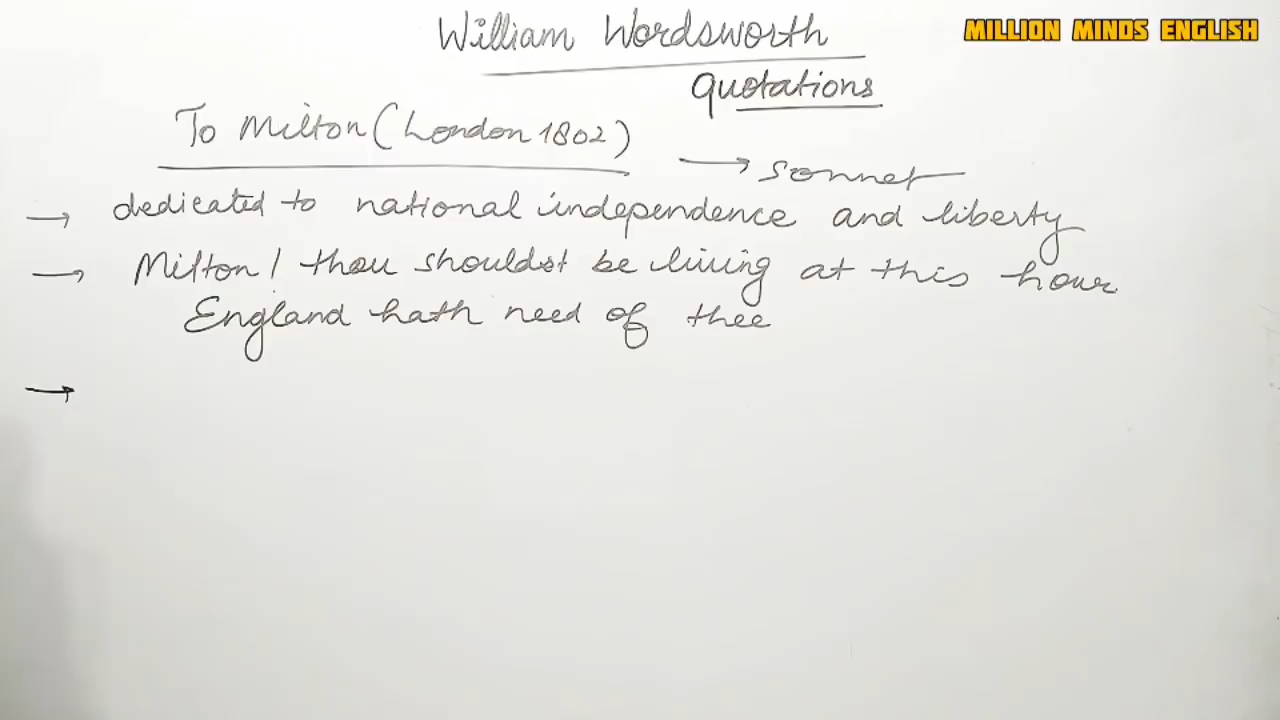 William Wordsworth
MILLION MINDS ENGLISH
Quotations
To Milton (London 1802)
→ sonnet
→ dedicated to national independence and liberty
→ Milton! thou shouldst be living at this hour
England hath need of thee
→